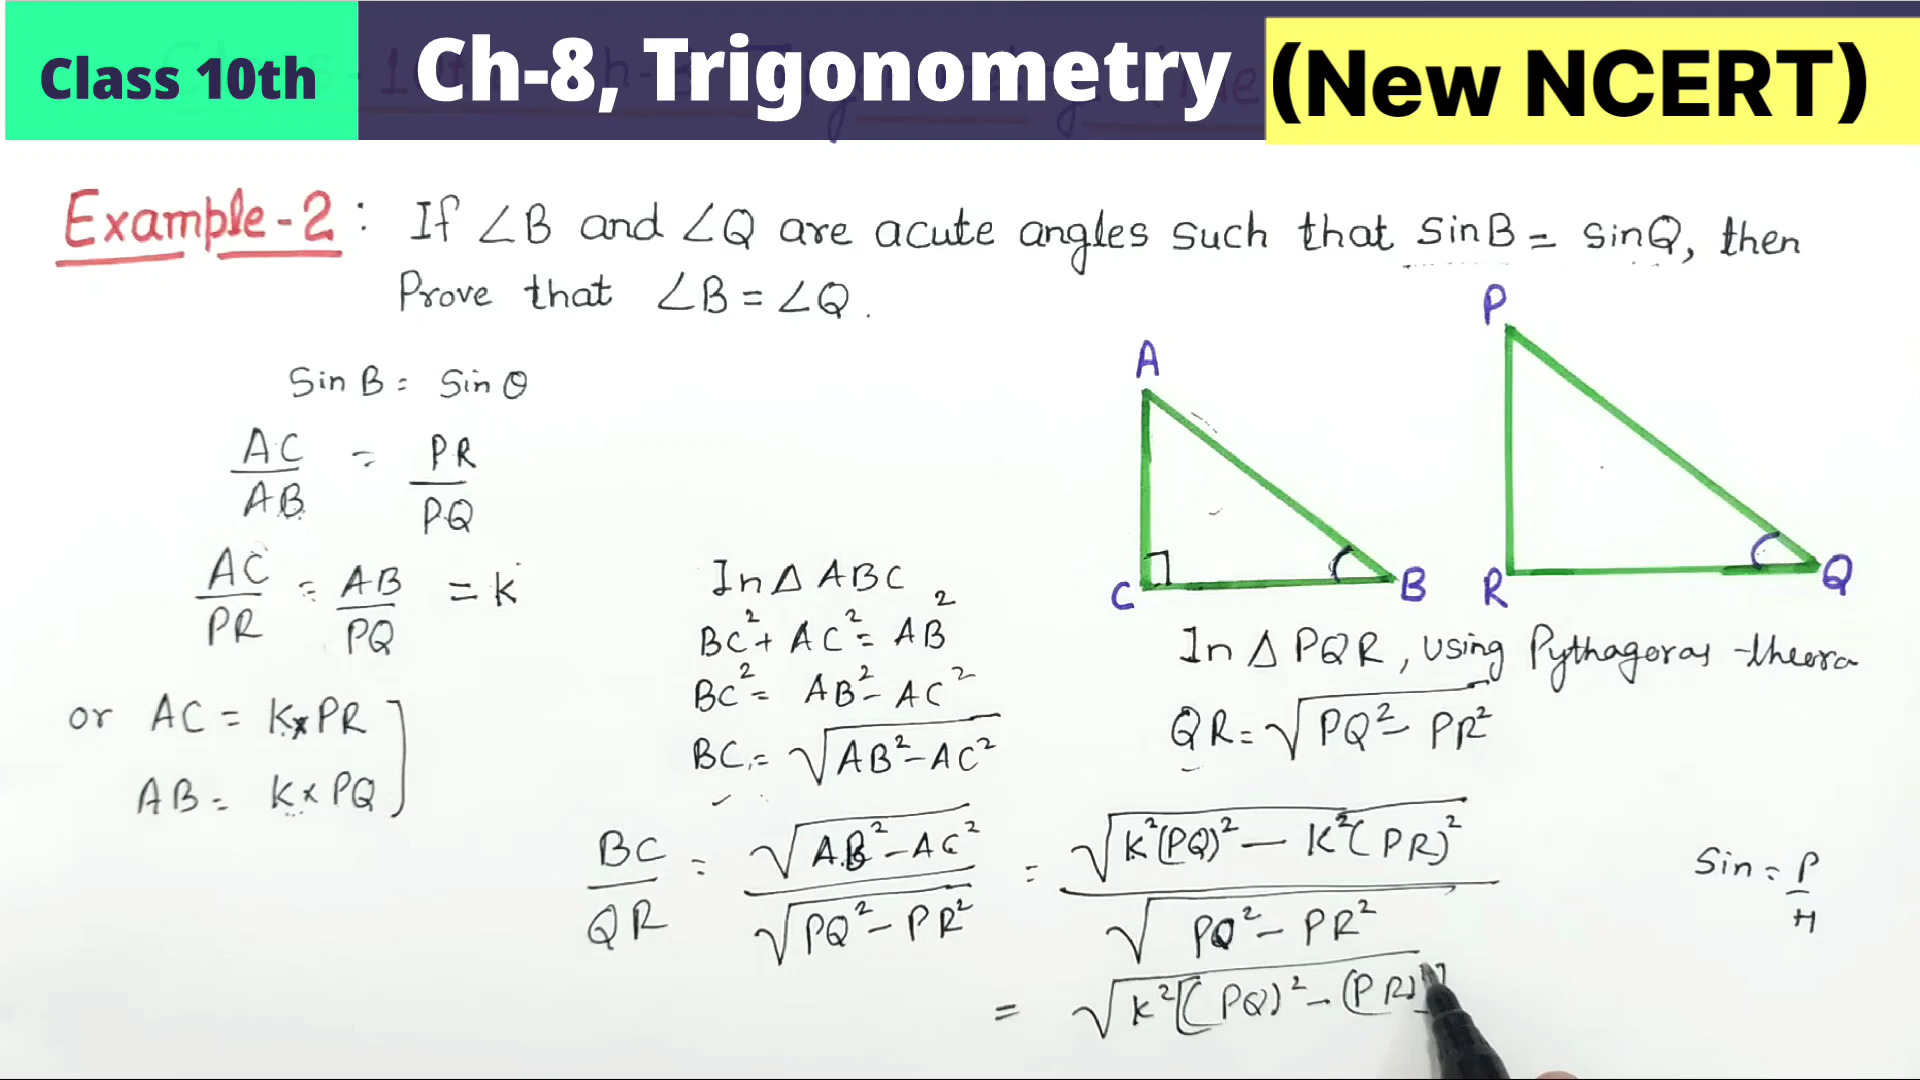 Class 10th
Ch-8, Trigonometry
(New NCERT)
Example-2 : If ∠B and ∠Q are acute angles such that sinB = sinQ, then
Prove that ∠B = ∠Q.
Sin B = Sin Q
AC/AB = PR/PQ
AC/PR = AB/PQ = K
or AC = K×PR
AB = K×PQ
A
C
B
P
R
Q
In Δ ABC
BC² + AC² = AB²
BC² = AB² - AC²
BC = √(AB² - AC²)
In Δ PQR, using Pythagoras
QR = √(PQ² - PR²)
BC/QR = √(AB² - AC²)/√(PQ² - PR²) = √(K²(PQ)² - K²(PR)²)/√(PQ² - PR²)
= √K²[(PQ)² - (PR)
Sin = P/H